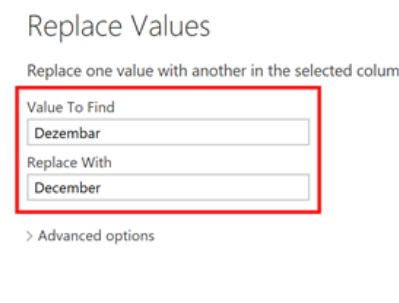 Replace Values
Replace one value with another in the selected colum
Value To Find
Dezembar
Replace With
December
> Advanced options